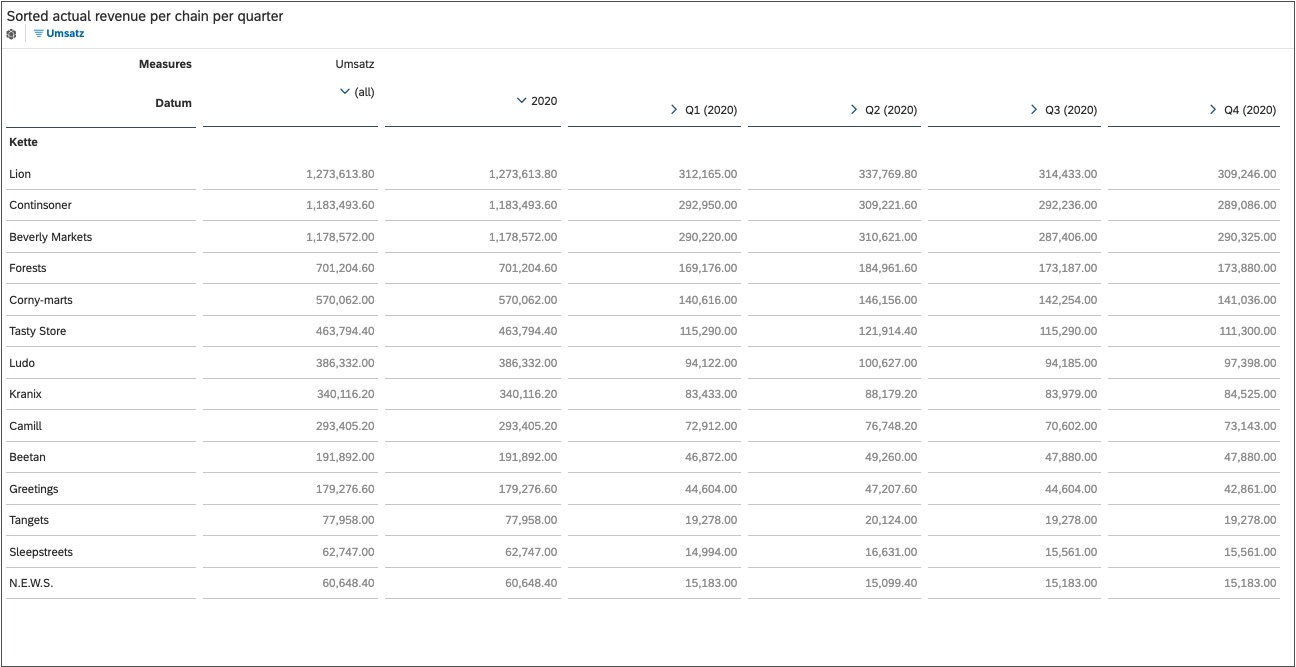 Sorted actual revenue per chain per quarter
Umsatz
Measures Umsatz
Datum (all) 2020 Q1 (2020) Q2 (2020) Q3 (2020) Q4 (2020)
Kette
Lion 1,273,613.80 1,273,613.80 312,165.00 337,769.80 314,433.00 309,246.00
Continsoner 1,183,493.60 1,183,493.60 292,950.00 309,221.60 292,236.00 289,086.00
Beverly Markets 1,178,572.00 1,178,572.00 290,220.00 310,621.00 287,406.00 290,325.00
Forests 701,204.60 701,204.60 169,176.00 184,961.60 173,187.00 173,880.00
Corny-marts 570,062.00 570,062.00 140,616.00 146,156.00 142,254.00 141,036.00
Tasty Store 463,794.40 463,794.40 115,290.00 121,914.40 115,290.00 111,300.00
Ludo 386,332.00 386,332.00 94,122.00 100,627.00 94,185.00 97,398.00
Kranix 340,116.20 340,116.20 83,433.00 88,179.20 83,979.00 84,525.00
Camill 293,405.20 293,405.20 72,912.00 76,748.20 70,602.00 73,143.00
Beetan 191,892.00 191,892.00 46,872.00 49,260.00 47,880.00 47,880.00
Greetings 179,276.60 179,276.60 44,604.00 47,207.60 44,604.00 42,861.00
Tangets 77,958.00 77,958.00 19,278.00 20,124.00 19,278.00 19,278.00
Sleepstreets 62,747.00 62,747.00 14,994.00 16,631.00 15,561.00 15,561.00
N.E.W.S. 60,648.40 60,648.40 15,183.00 15,099.40 15,183.00 15,183.00